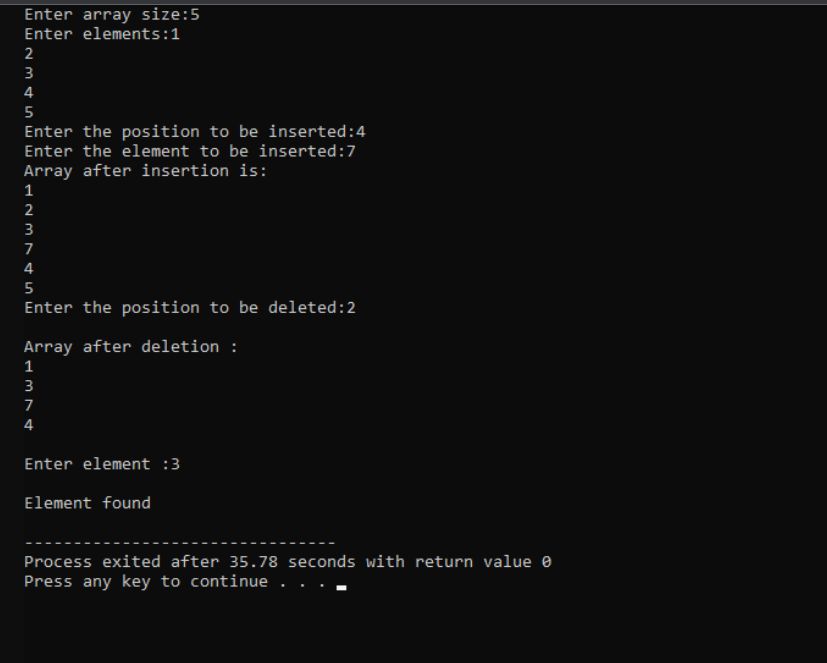 Enter array size:5
Enter elements:1
2
3
4
5
Enter the position to be inserted:4
Enter the element to be inserted:7
Array after insertion is:
1
2
3
7
4
5
Enter the position to be deleted:2
Array after deletion :
1
3
7
4
Enter element :3
Element found
--------------------------------
Process exited after 35.78 seconds with return value 0
Press any key to continue . . .